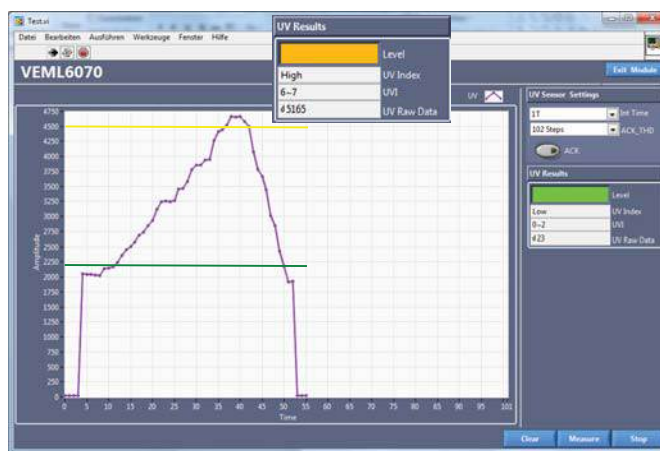 Test.vi
Datei Bearbeiten Ausführen Werkzeuge Fenster Hilfe
UV Results
Level
High UV Index
6~7 UVI
d 5165 UV Raw Data
VEML6070
Exit Module
UV
UV Sensor Settings
1T Int Time
102 Steps ACK_THD
ACK
UV Results
Level
Low UV Index
0~2 UVI
d 23 UV Raw Data
Amplitude
4750
4500
4250
4000
3750
3500
3250
3000
2750
2500
2250
2000
1750
1500
1250
1000
750
500
250
0
0 5 10 15 20 25 30 35 40 45 50 55 60 65 70 75 80 85 90 95 101
Time
Clear Measure Stop